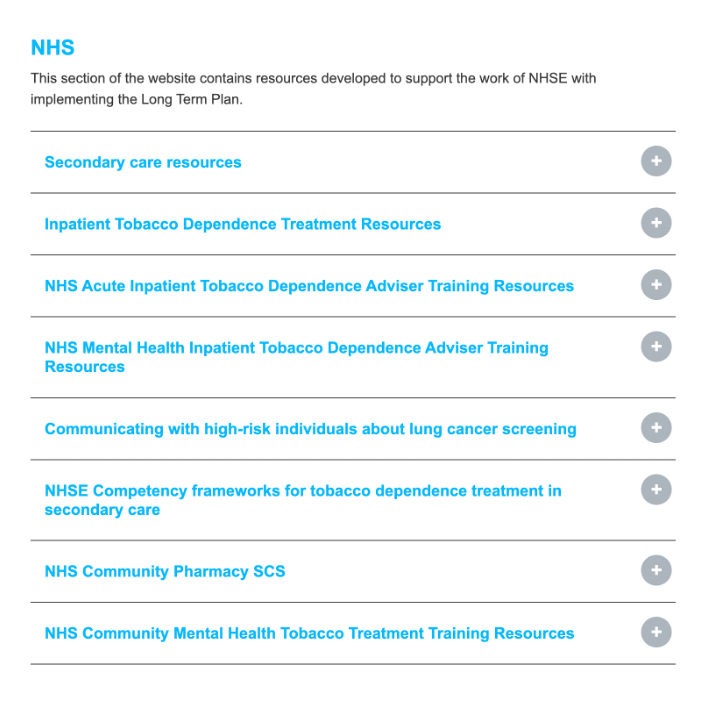 NHS
This section of the website contains resources developed to support the work of NHSE with
implementing the Long Term Plan.
Secondary care resources
Inpatient Tobacco Dependence Treatment Resources
NHS Acute Inpatient Tobacco Dependence Adviser Training Resources
NHS Mental Health Inpatient Tobacco Dependence Adviser Training
Resources
Communicating with high-risk individuals about lung cancer screening
NHSE Competency frameworks for tobacco dependence treatment in
secondary care
NHS Community Pharmacy SCS
NHS Community Mental Health Tobacco Treatment Training Resources